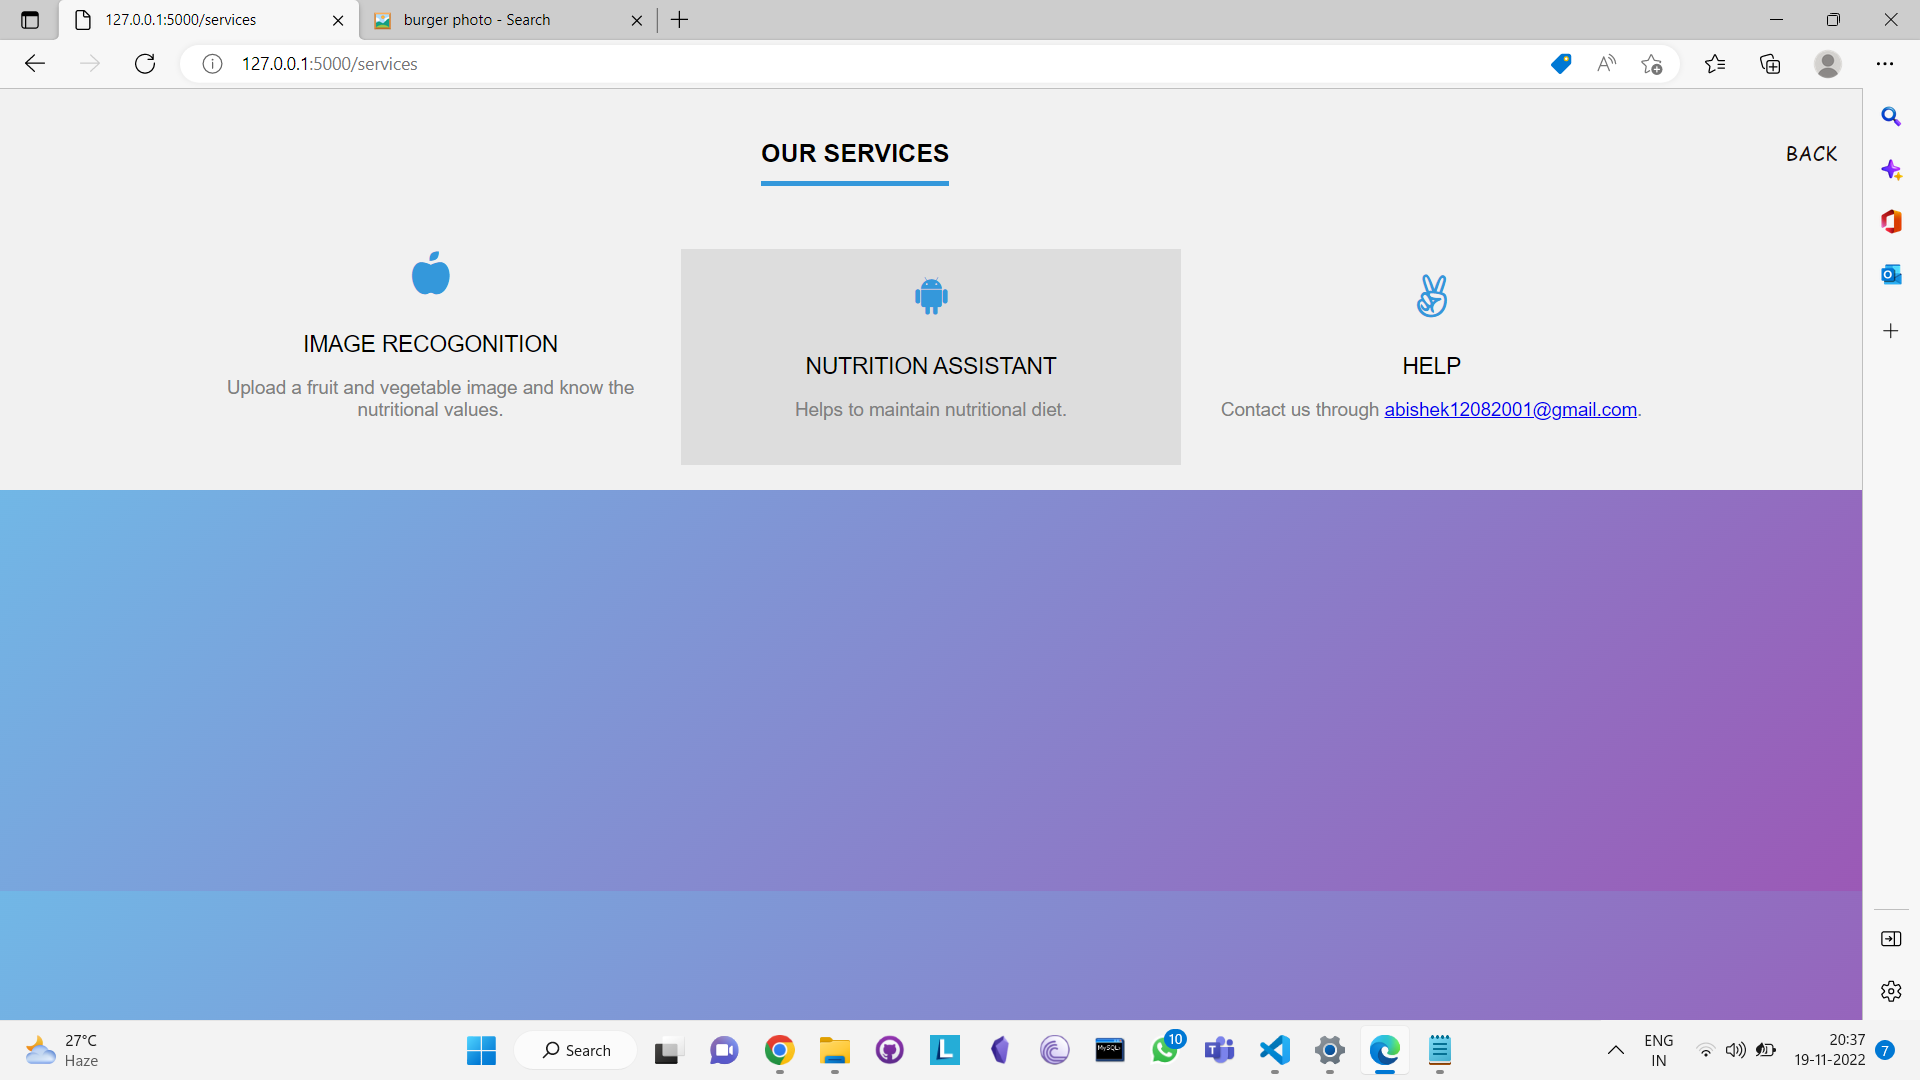 127.0.0.1:5000/services
burger photo - Search
127.0.0.1:5000/services
OUR SERVICES
BACK
IMAGE RECOGONITION
Upload a fruit and vegetable image and know the
nutritional values.
NUTRITION ASSISTANT
Helps to maintain nutritional diet.
HELP
Contact us through abishek12082001@gmail.com.
27°C
Haze
Search
MySQL
10
ENG
IN
20:37
19-11-2022
7